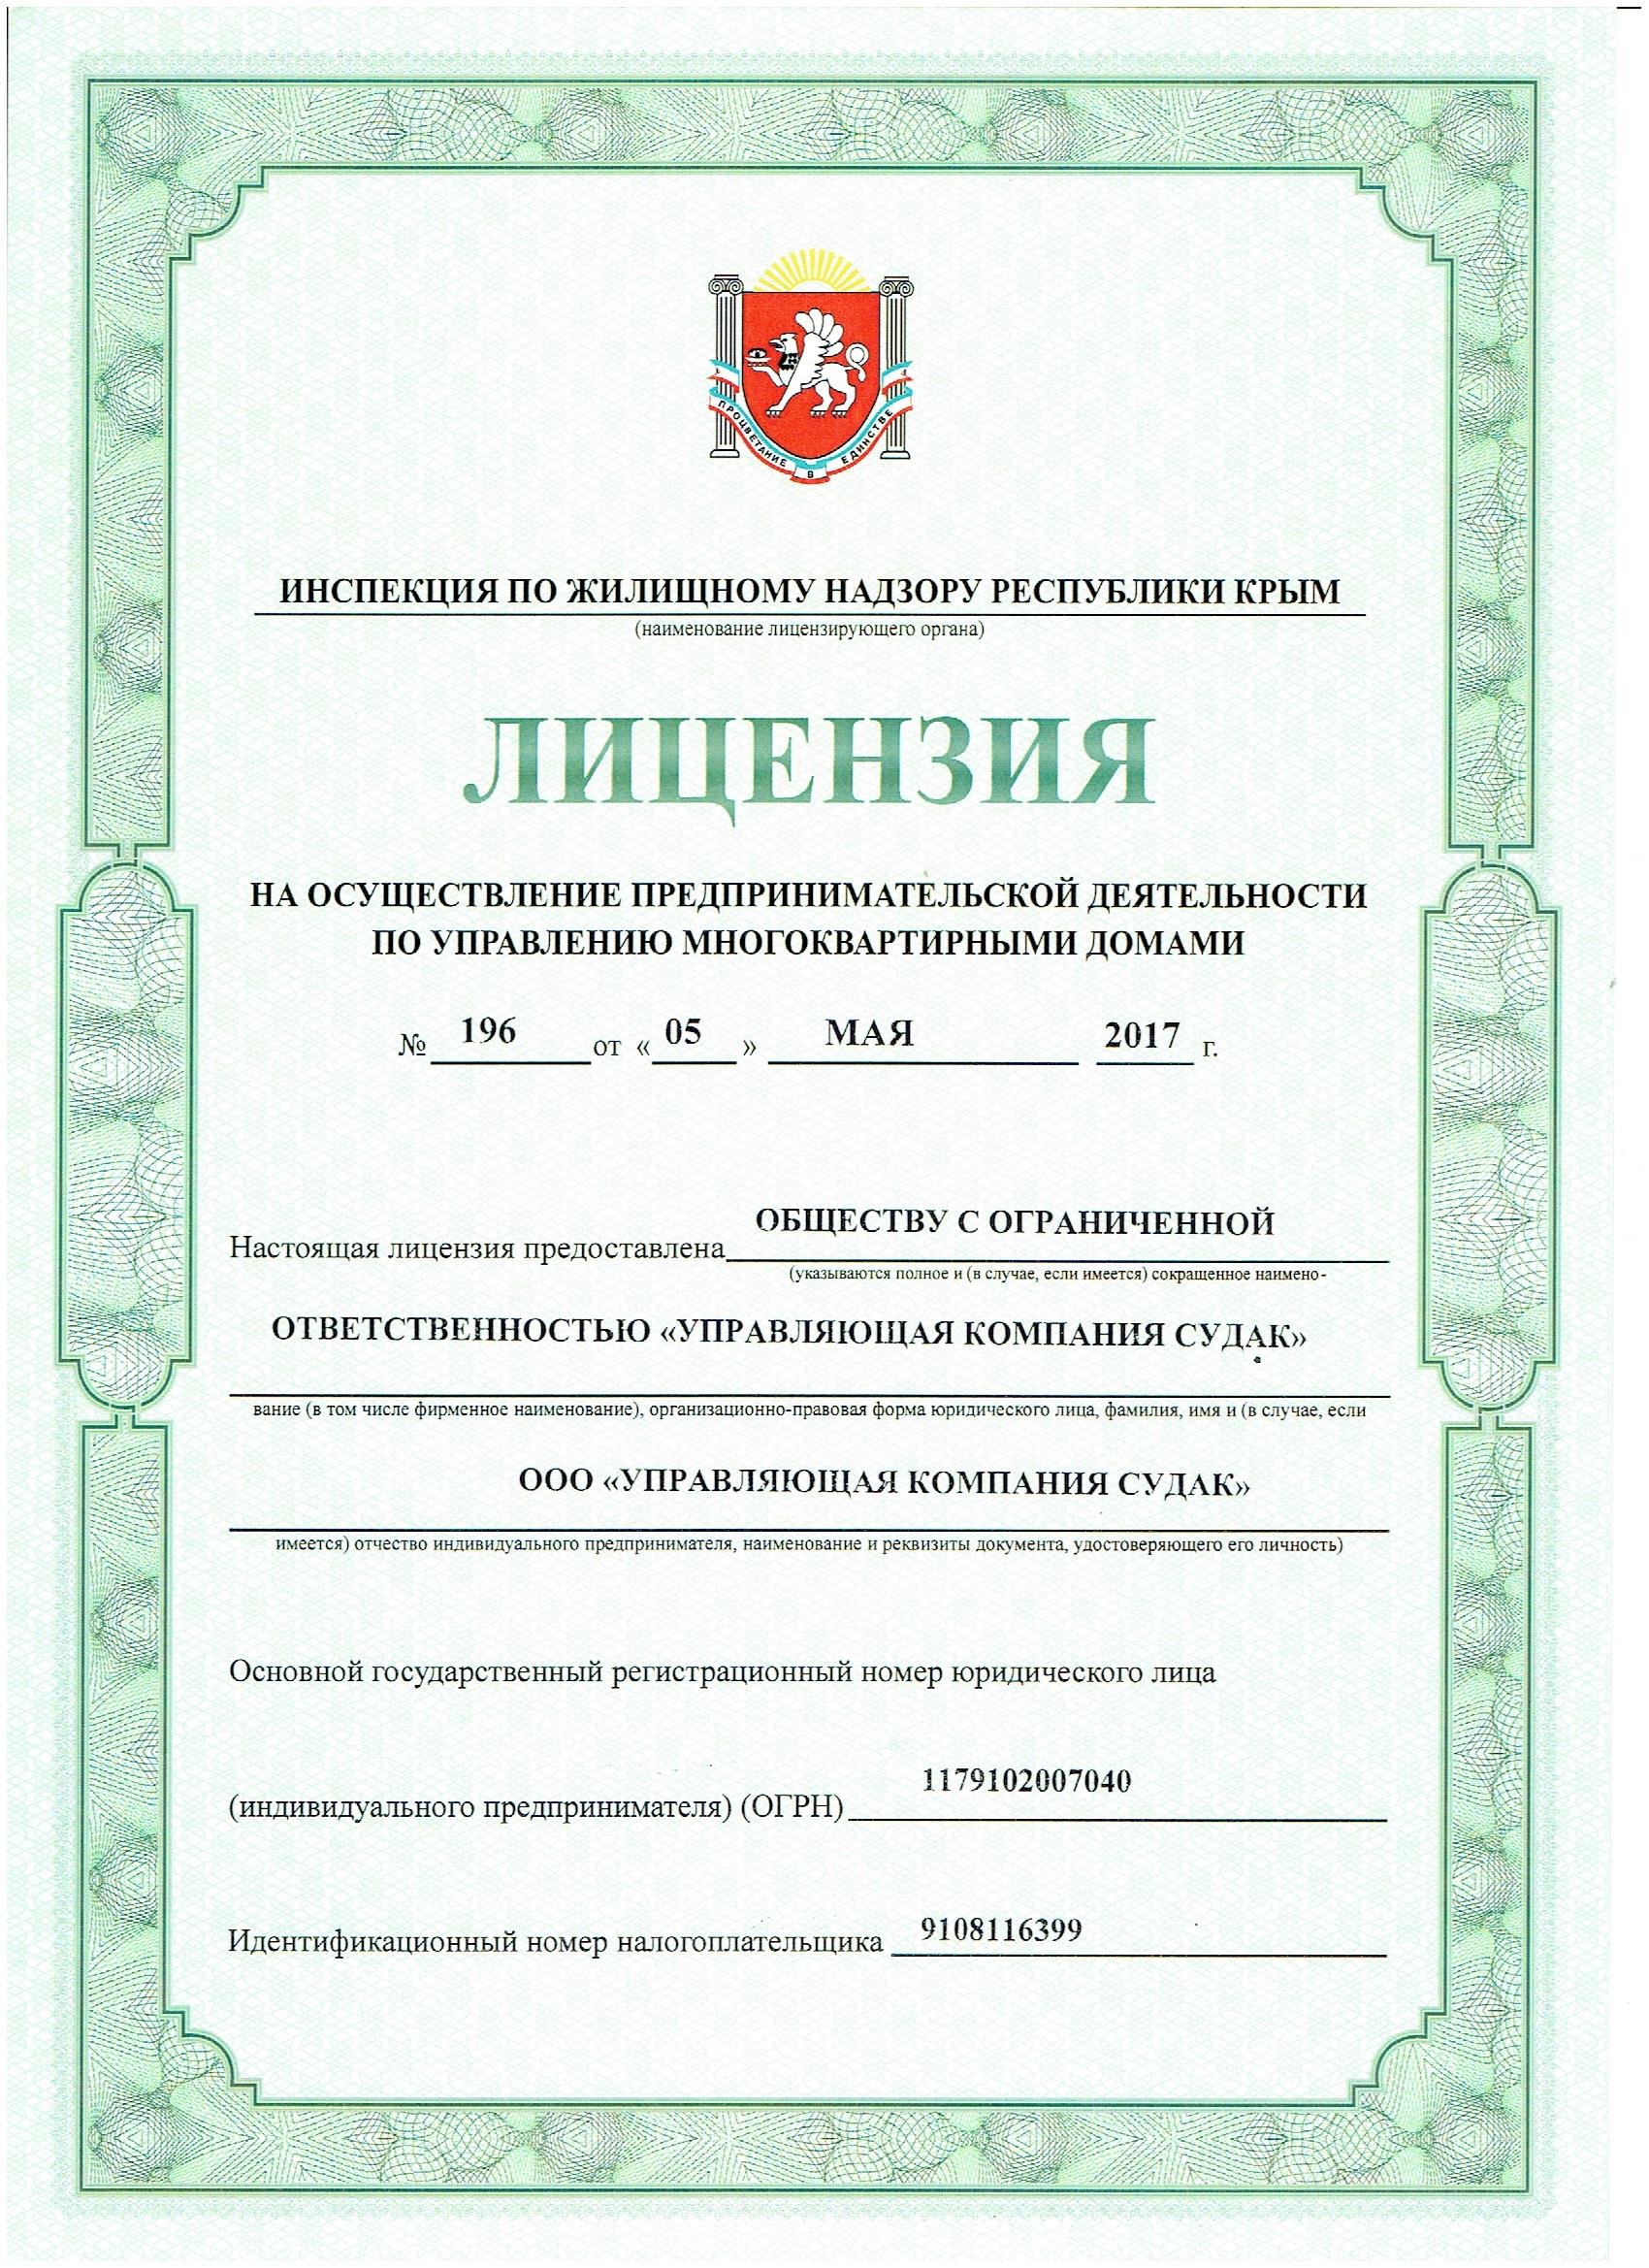 ПРОЦВЕТАНИЕ В ЕДИНСТВЕ
ИНСПЕКЦИЯ ПО ЖИЛИЩНОМУ НАДЗОРУ РЕСПУБЛИКИ КРЫМ
(наименование лицензирующего органа)
ЛИЦЕНЗИЯ
НА ОСУЩЕСТВЛЕНИЕ ПРЕДПРИНИМАТЕЛЬСКОЙ ДЕЯТЕЛЬНОСТИ
ПО УПРАВЛЕНИЮ МНОГОКВАРТИРНЫМИ ДОМАМИ
№ 196 от « 05 » МАЯ 2017 г.
Настоящая лицензия предоставлена ОБЩЕСТВУ С ОГРАНИЧЕННОЙ
(указываются полное и (в случае, если имеется) сокращенное наимено-
ОТВЕТСТВЕННОСТЬЮ «УПРАВЛЯЮЩАЯ КОМПАНИЯ СУДАК»
вание (в том числе фирменное наименование), организационно-правовая форма юридического лица, фамилия, имя и (в случае, если
ООО «УПРАВЛЯЮЩАЯ КОМПАНИЯ СУДАК»
имеется) отчество индивидуального предпринимателя, наименование и реквизиты документа, удостоверяющего его личность)
Основной государственный регистрационный номер юридического лица
(индивидуального предпринимателя) (ОГРН) 1179102007040
Идентификационный номер налогоплательщика 9108116399